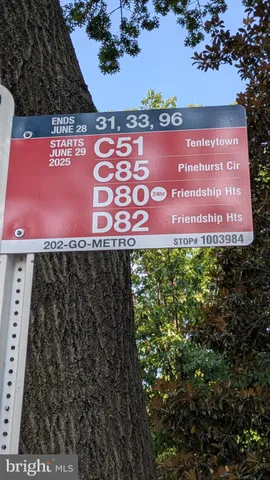 ENDS JUNE 28 31, 33, 96
STARTS JUNE 29 2025
C51 Tenleytown
C85 Pinehurst Cir
D80 24hr Friendship Hts
D82 Friendship Hts
202-GO-METRO STOP# 1003984
bright MLS